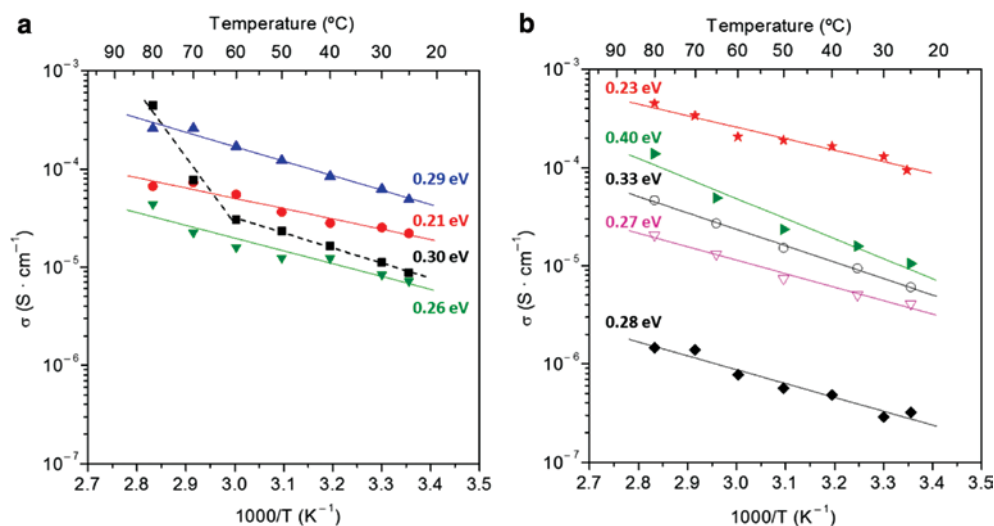 a
Temperature (ºC)
90 80 70 60 50 40 30 20
10⁻³
10⁻⁴
10⁻⁵
10⁻⁶
10⁻⁷
σ (S · cm⁻¹)
0.29 eV
0.21 eV
0.30 eV
0.26 eV
2.7 2.8 2.9 3.0 3.1 3.2 3.3 3.4 3.5
1000/T (K⁻¹)
b
Temperature (ºC)
90 80 70 60 50 40 30 20
10⁻³
10⁻⁴
10⁻⁵
10⁻⁶
10⁻⁷
σ (S · cm⁻¹)
0.23 eV
0.40 eV
0.33 eV
0.27 eV
0.28 eV
2.7 2.8 2.9 3.0 3.1 3.2 3.3 3.4 3.5
1000/T (K⁻¹)